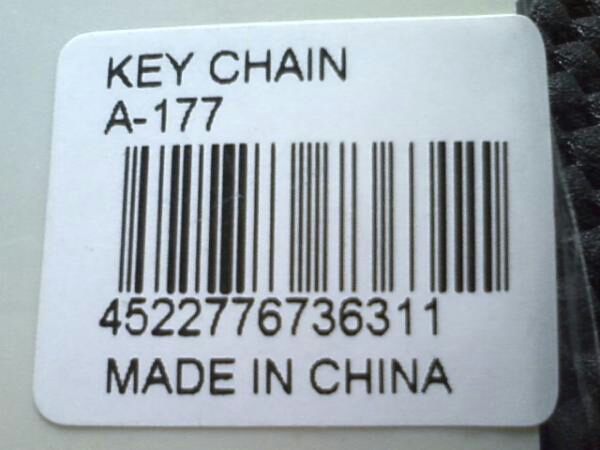 KEY CHAIN
A-177
4522776736311
MADE IN CHINA